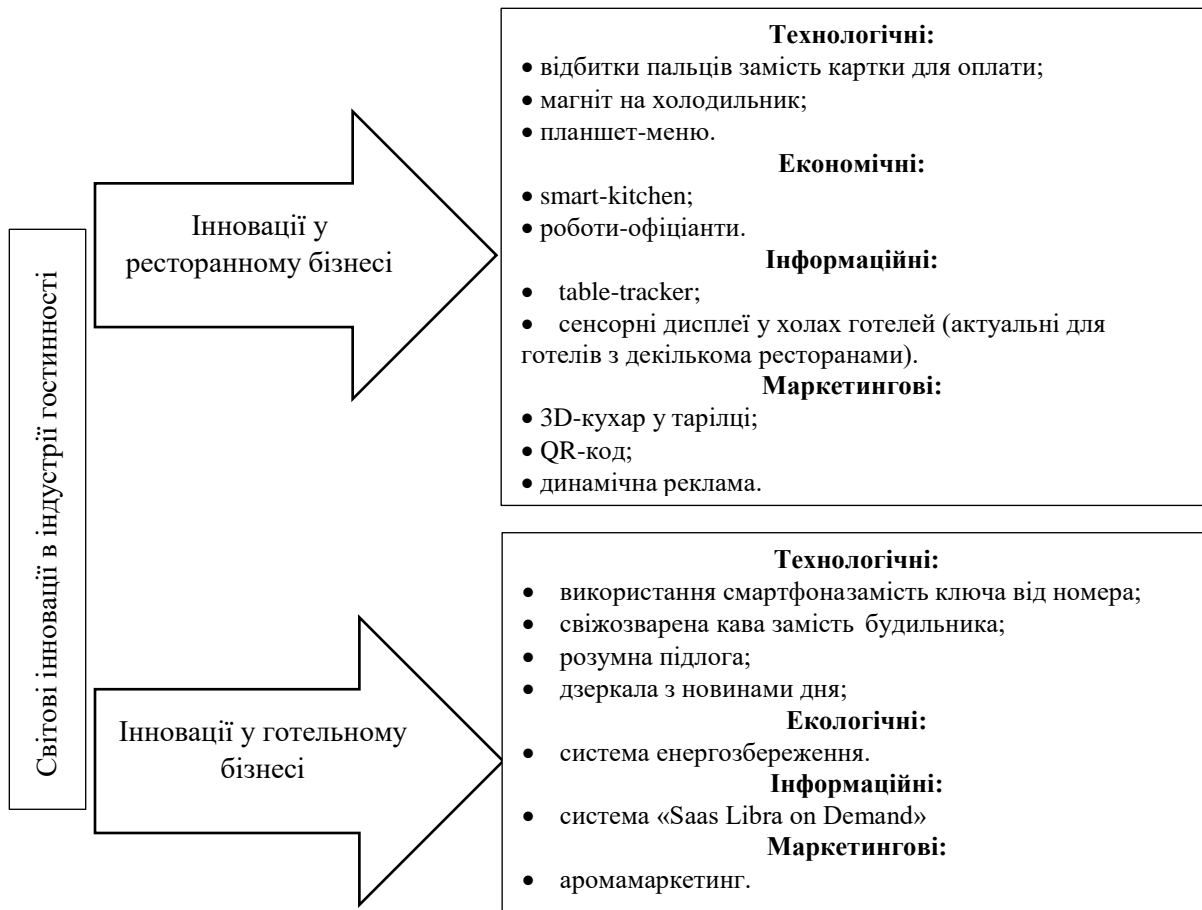 Світові інновації в індустрії гостинності
Інновації у
ресторанному бізнесі
Технологічні:
• відбитки пальців замість картки для оплати;
• магніт на холодильник;
• планшет-меню.
Економічні:
• smart-kitchen;
• роботи-офіціанти.
Інформаційні:
• table-tracker;
• сенсорні дисплеї у холах готелей (актуальні для
готелів з декількома ресторанами).
Маркетингові:
• 3D-кухар у тарілці;
• QR-код;
• динамічна реклама.
Інновації у готельному
бізнесі
Технологічні:
• використання смартфоназамість ключа від номера;
• свіжозварена кава замість будильника;
• розумна підлога;
• дзеркала з новинами дня;
Екологічні:
• система енергозбереження.
Інформаційні:
• система «Saas Libra on Demand»
Маркетингові:
• аромамаркетинг.